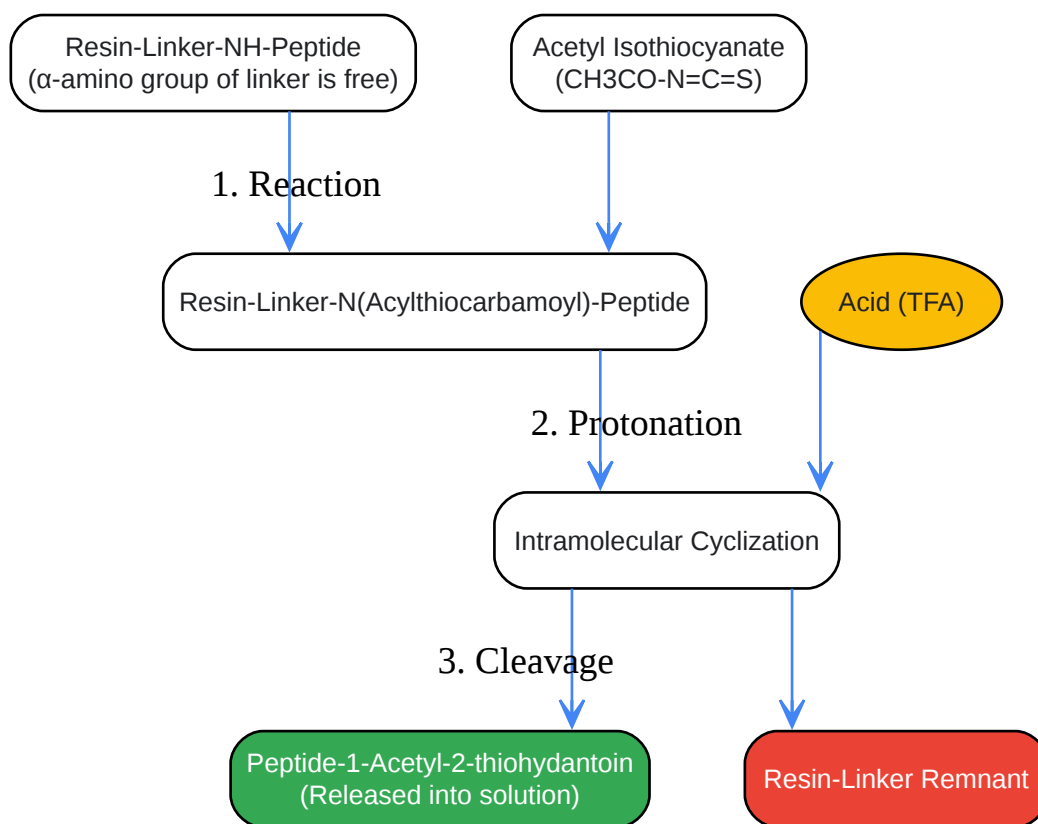 Resin-Linker-NH-Peptide
(α-amino group of linker is free)
Acetyl Isothiocyanate
(CH3CO-N=C=S)
1. Reaction
Resin-Linker-N(Acylthiocarbamoyl)-Peptide
Acid (TFA)
2. Protonation
Intramolecular Cyclization
3. Cleavage
Peptide-1-Acetyl-2-thiohydantoin
(Released into solution)
Resin-Linker Remnant